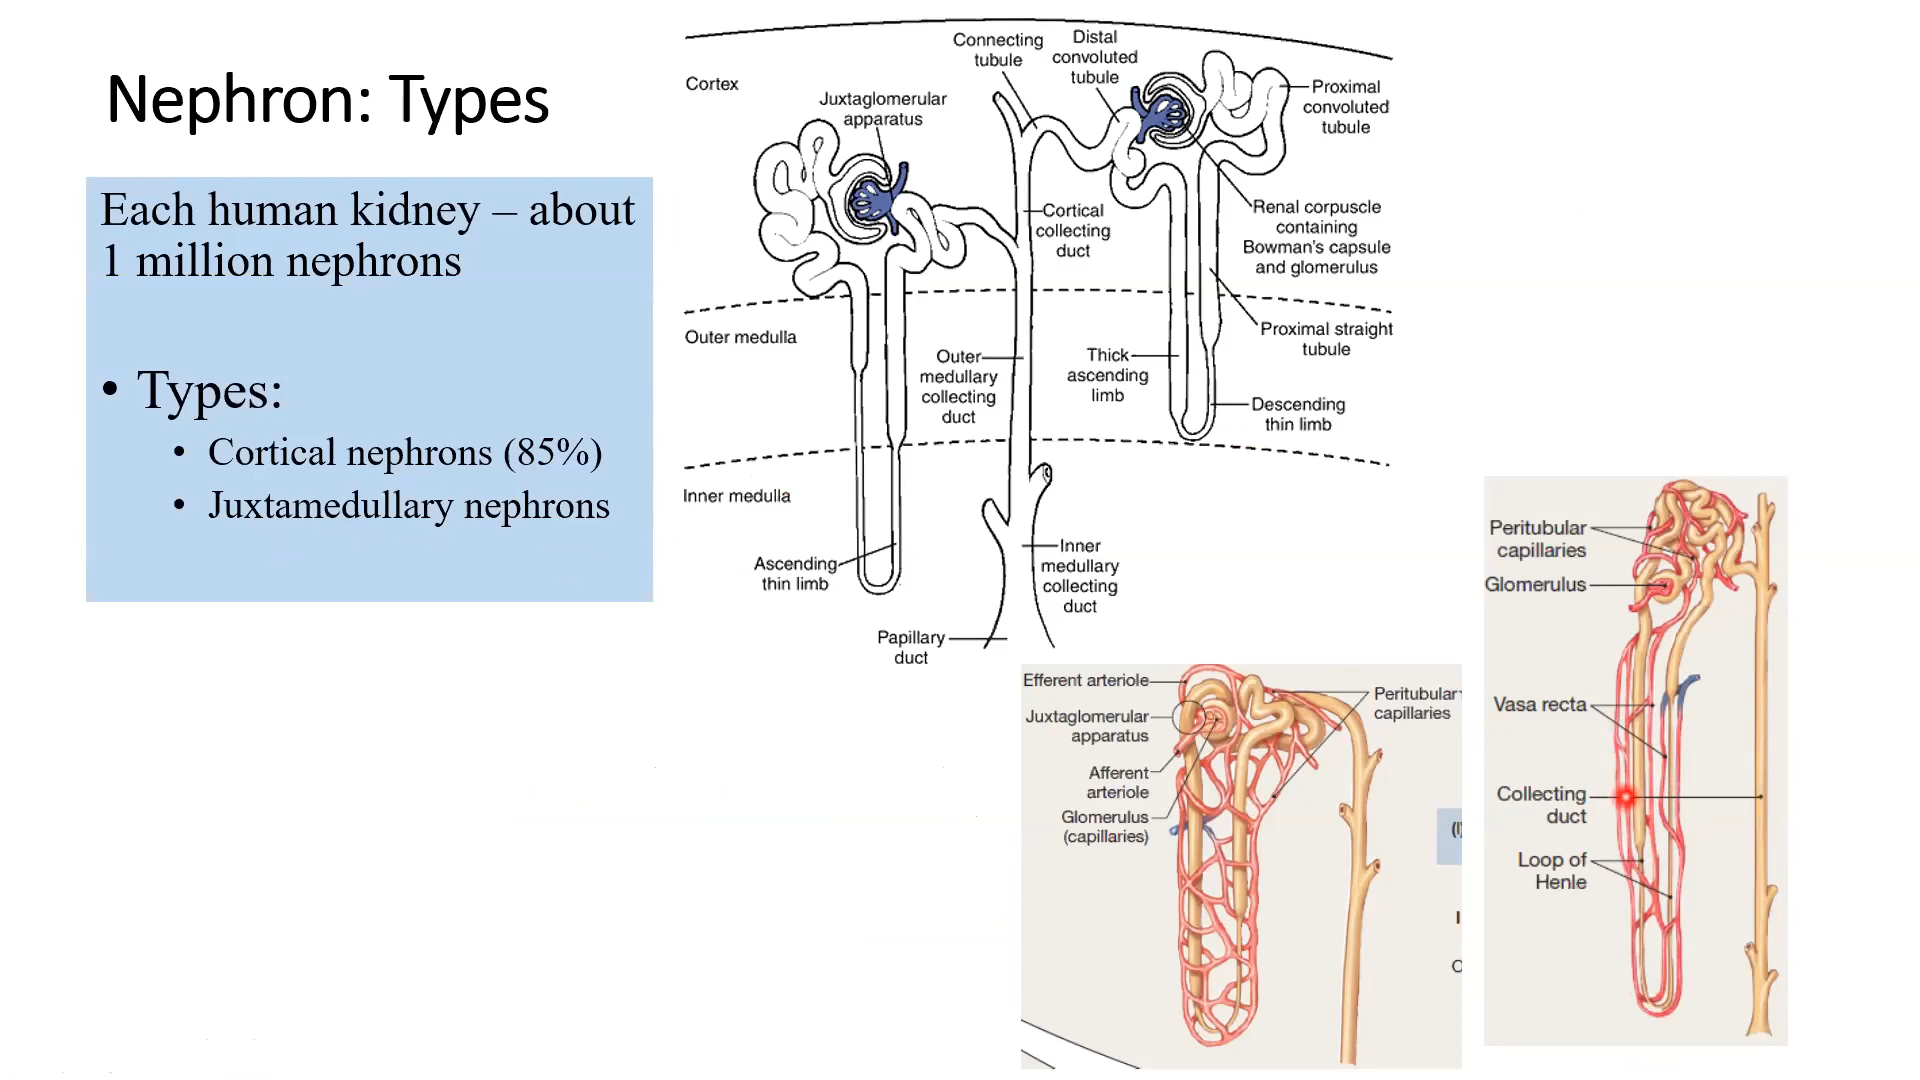 Nephron: Types
Each human kidney – about
1 million nephrons
• Types:
• Cortical nephrons (85%)
• Juxtamedullary nephrons
Cortex
Juxtaglomerular
apparatus
Connecting
tubule
Distal
convoluted
tubule
Proximal
convoluted
tubule
Cortical
collecting
duct
Renal corpuscle
containing
Bowman's capsule
and glomerulus
Outer medulla
Outer
medullary
collecting
duct
Thick
ascending
limb
Proximal straight
tubule
Descending
thin limb
Inner medulla
Ascending
thin limb
Inner
medullary
collecting
duct
Papillary
duct
Efferent arteriole
Juxtaglomerular
apparatus
Afferent
arteriole
Glomerulus
(capillaries)
Peritubular
capillaries
Peritubular
capillaries
Glomerulus
Vasa recta
Collecting
duct
Loop of
Henle